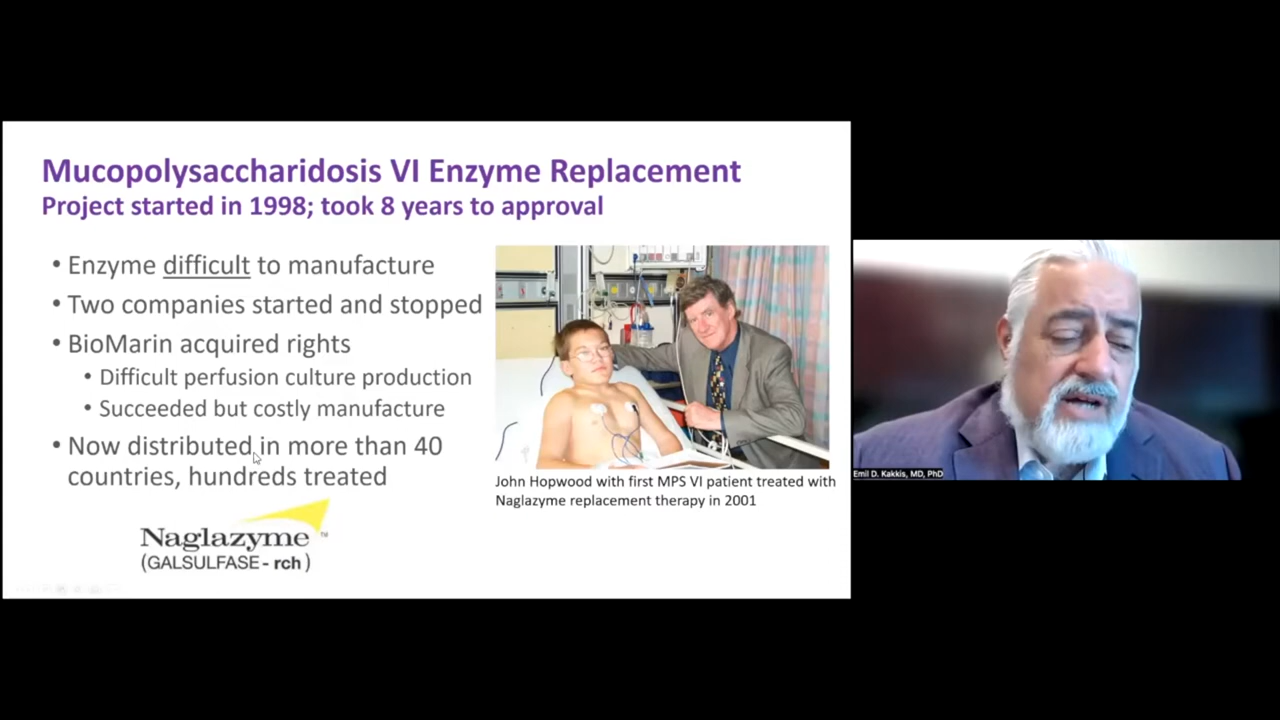 Mucopolysaccharidosis VI Enzyme Replacement
Project started in 1998; took 8 years to approval
• Enzyme difficult to manufacture
• Two companies started and stopped
• BioMarin acquired rights
• Difficult perfusion culture production
• Succeeded but costly manufacture
• Now distributed in more than 40
countries, hundreds treated
Naglazyme™
(GALSULFASE - rch)
John Hopwood with first MPS VI patient treated with
Naglazyme replacement therapy in 2001
Emil D. Kakkis, MD, PhD